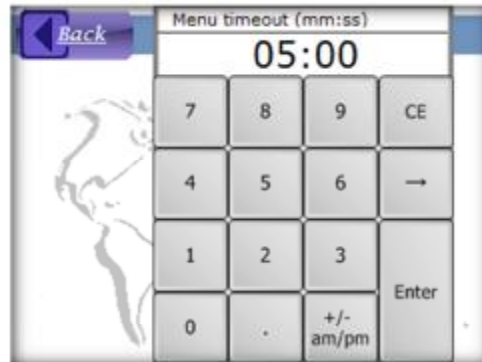 Back
Menu timeout (mm:ss)
05:00
7 8 9 CE
4 5 6 →
1 2 3
Enter
0 . +/-
am/pm